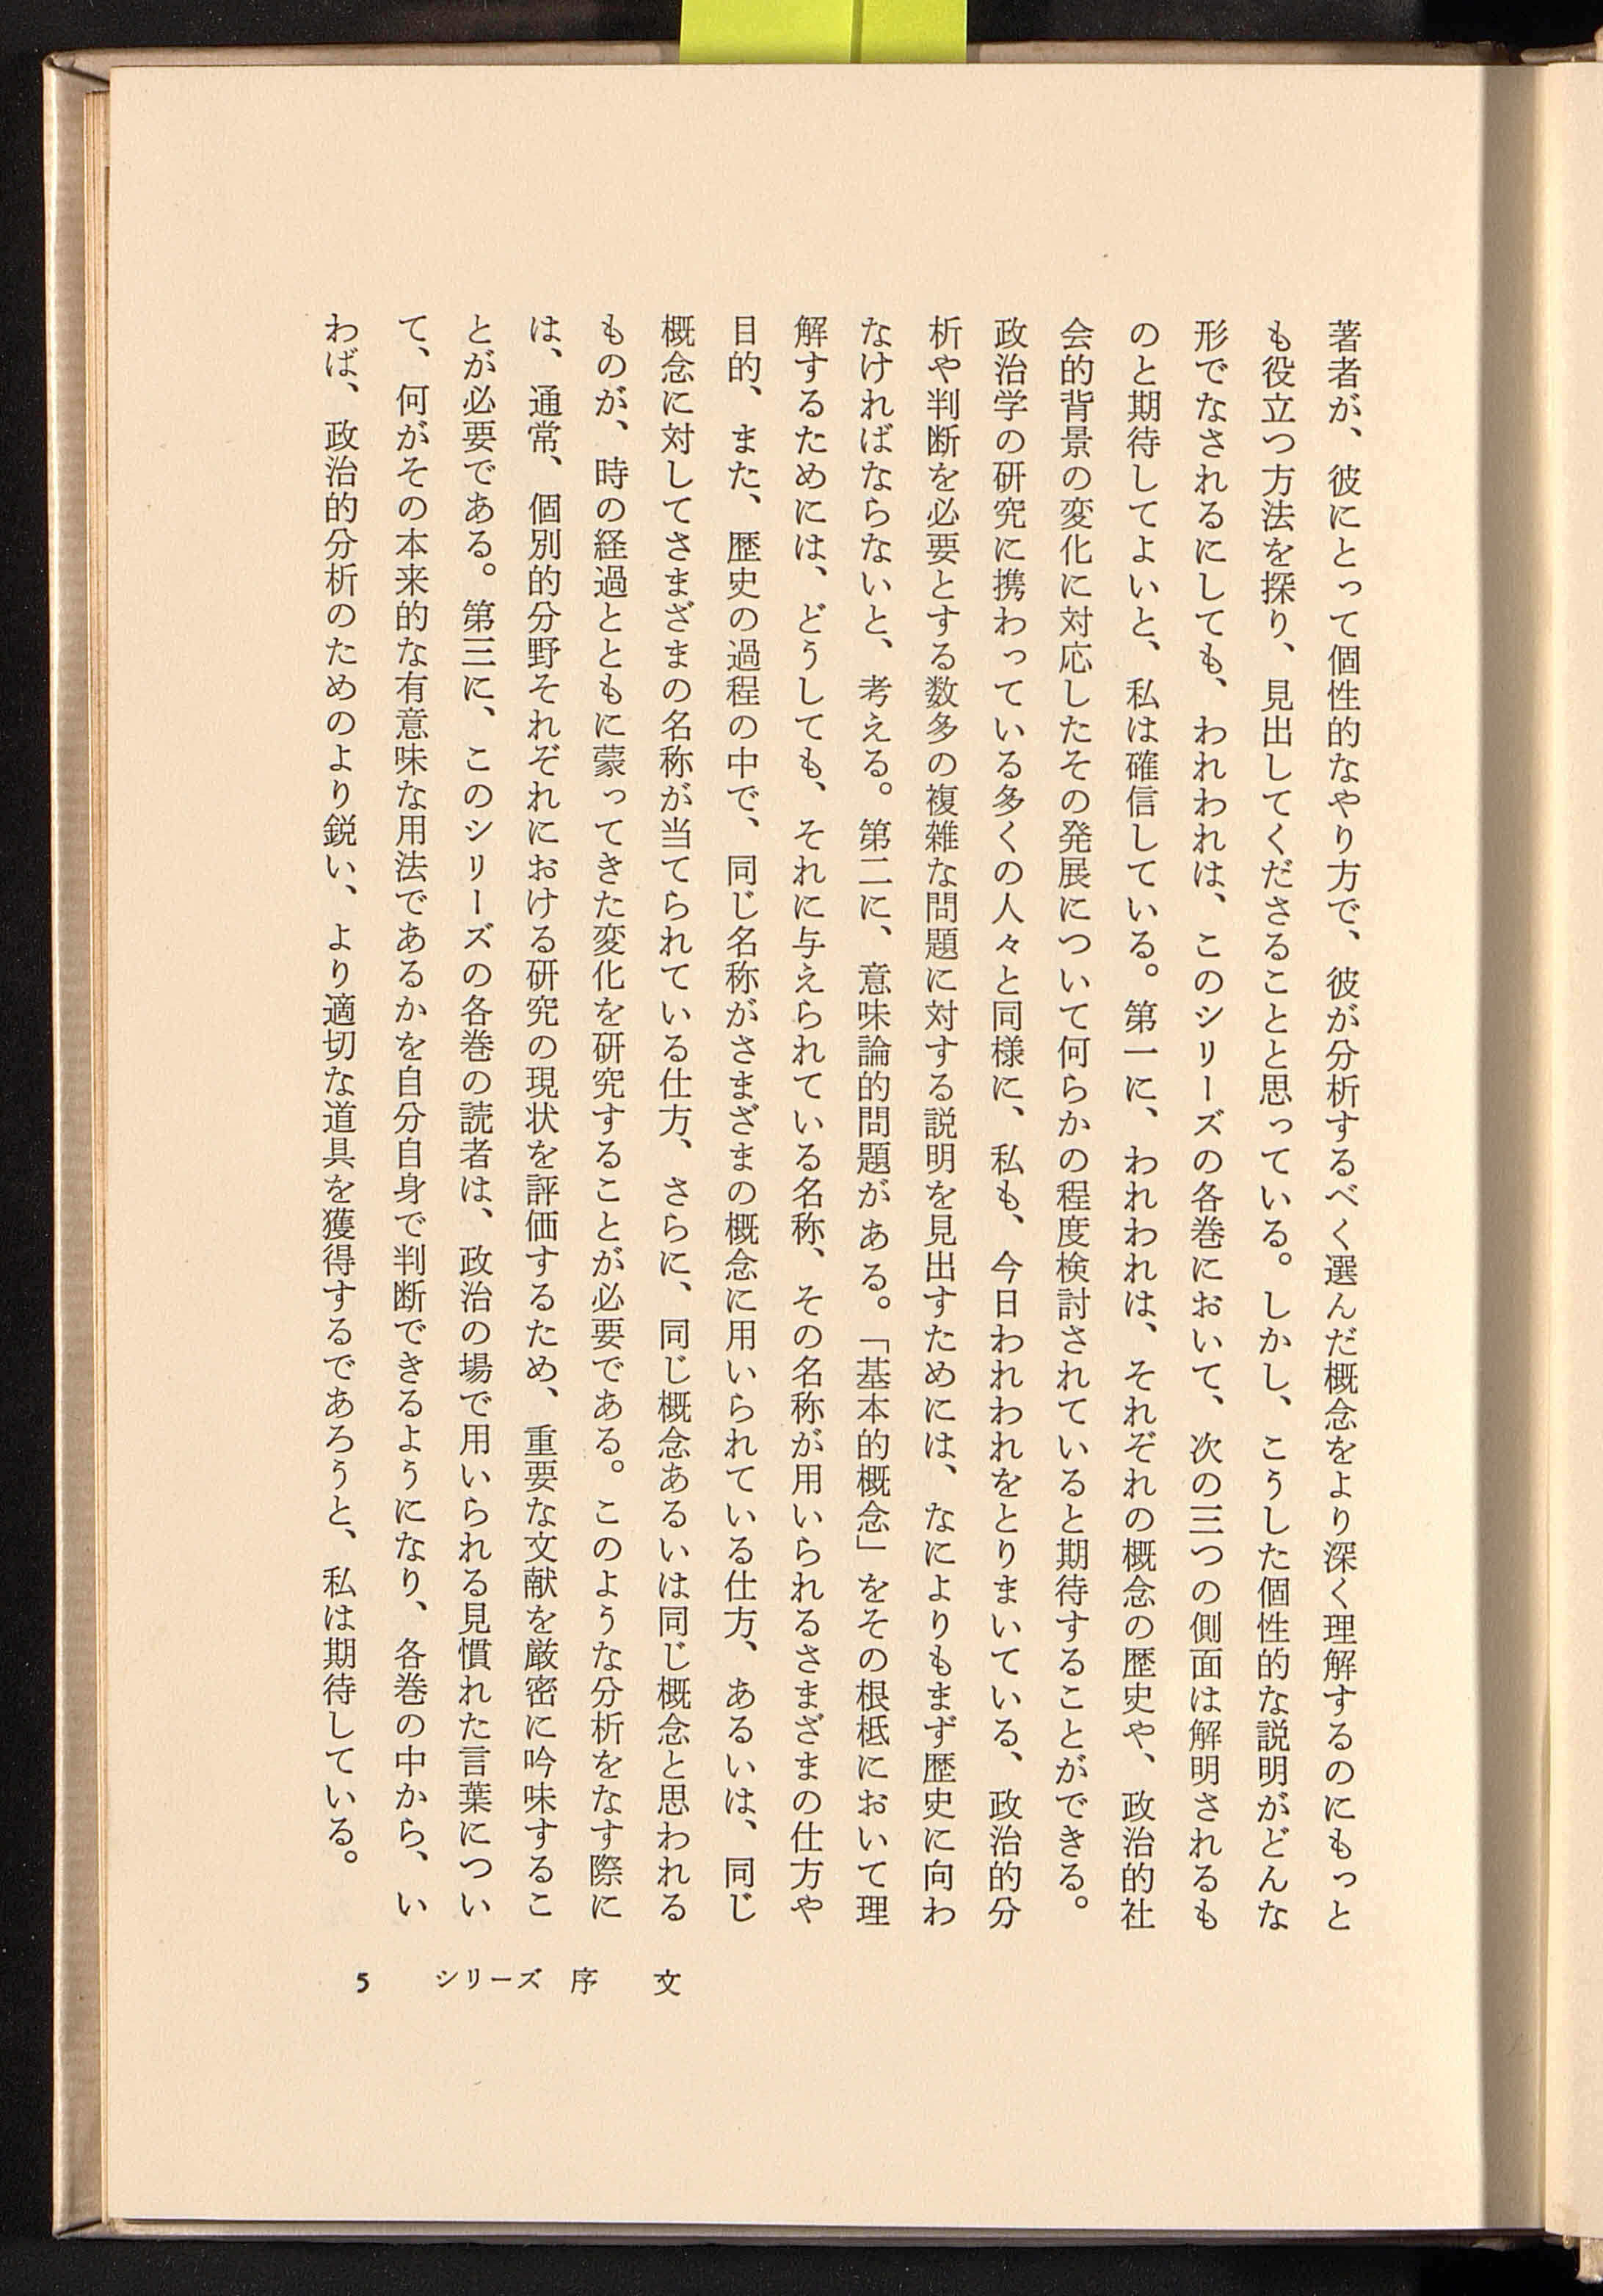 著者が、彼にとって個性的なやり方で、彼が分析するべく選んだ概念をより深く理解するのにもっと
も役立つ方法を探り、見出してくださることと思っている。しかし、こうした個性的な説明がどんな
形でなされるにしても、われわれは、このシリーズの各巻において、次の三つの側面は解明されるも
のと期待してよいと、私は確信している。第一に、われわれは、それぞれの概念の歴史や、政治的社
会的背景の変化に対応したその発展について何らかの程度検討されていると期待することができる。
政治学の研究に携わっている多くの人々と同様に、私も、今日われわれをとりまいている、政治的分
析や判断を必要とする数多の複雑な問題に対する説明を見出すためには、なによりもまず歴史に向わ
なければならないと、考える。第二に、意味論的問題がある。「基本的概念」をその根柢において理
解するためには、どうしても、それに与えられている名称、その名称が用いられるさまざまの仕方や
目的、また、歴史の過程の中で、同じ名称がさまざまの概念に用いられている仕方、あるいは、同じ
概念に対してさまざまの名称が当てられている仕方、さらに、同じ概念あるいは同じ概念と思われる
ものが、時の経過とともに蒙ってきた変化を研究することが必要である。このような分析をなす際に
は、通常、個別的分野それぞれにおける研究の現状を評価するため、重要な文献を厳密に吟味するこ
とが必要である。第三に、このシリーズの各巻の読者は、政治の場で用いられる見慣れた言葉につい
て、何がその本来的な有意味な用法であるかを自分自身で判断できるようになり、各巻の中から、い
わば、政治的分析のためのより鋭い、より適切な道具を獲得するであろうと、私は期待している。
5 シリーズ 序 文